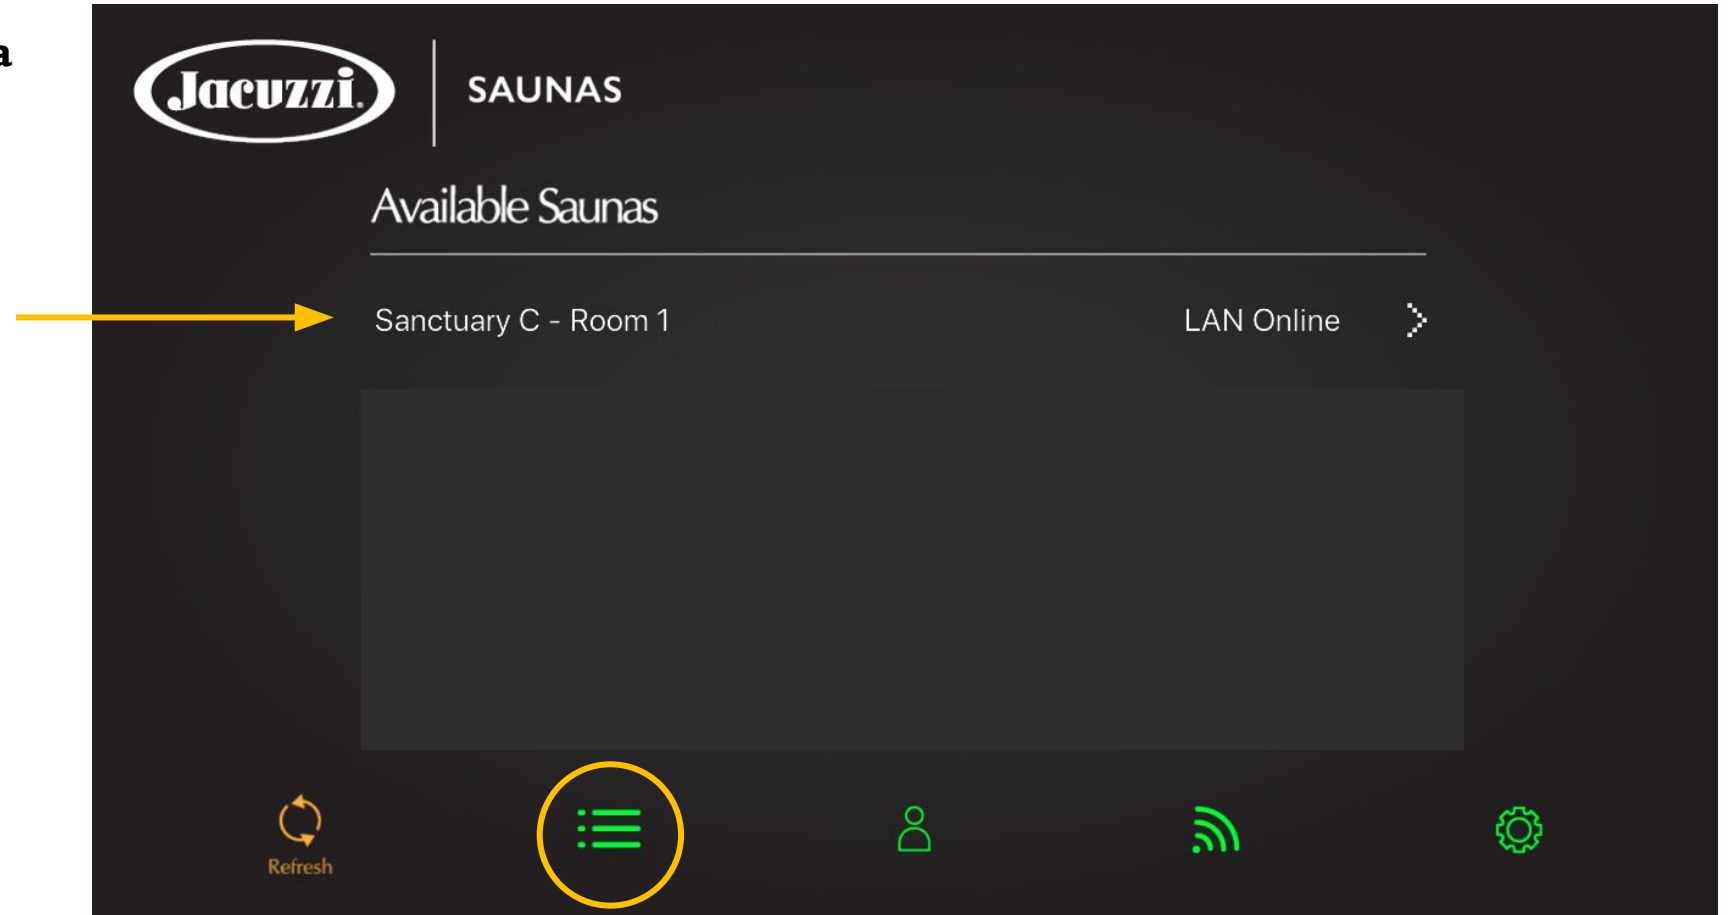 a
Jacuzzi.
SAUNAS
Available Saunas
Sanctuary C - Room 1 LAN Online
Refresh